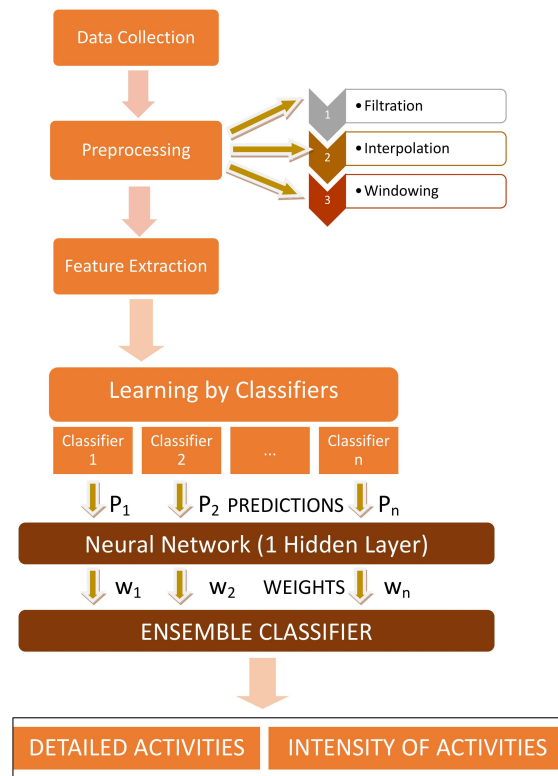 Data Collection
Preprocessing
1
• Filtration
2
• Interpolation
3
• Windowing
Feature Extraction
Learning by Classifiers
Classifier
1
Classifier
2
...
Classifier
n
P1 P2 PREDICTIONS Pn
Neural Network (1 Hidden Layer)
w1 w2 WEIGHTS wn
ENSEMBLE CLASSIFIER
DETAILED ACTIVITIES
INTENSITY OF ACTIVITIES